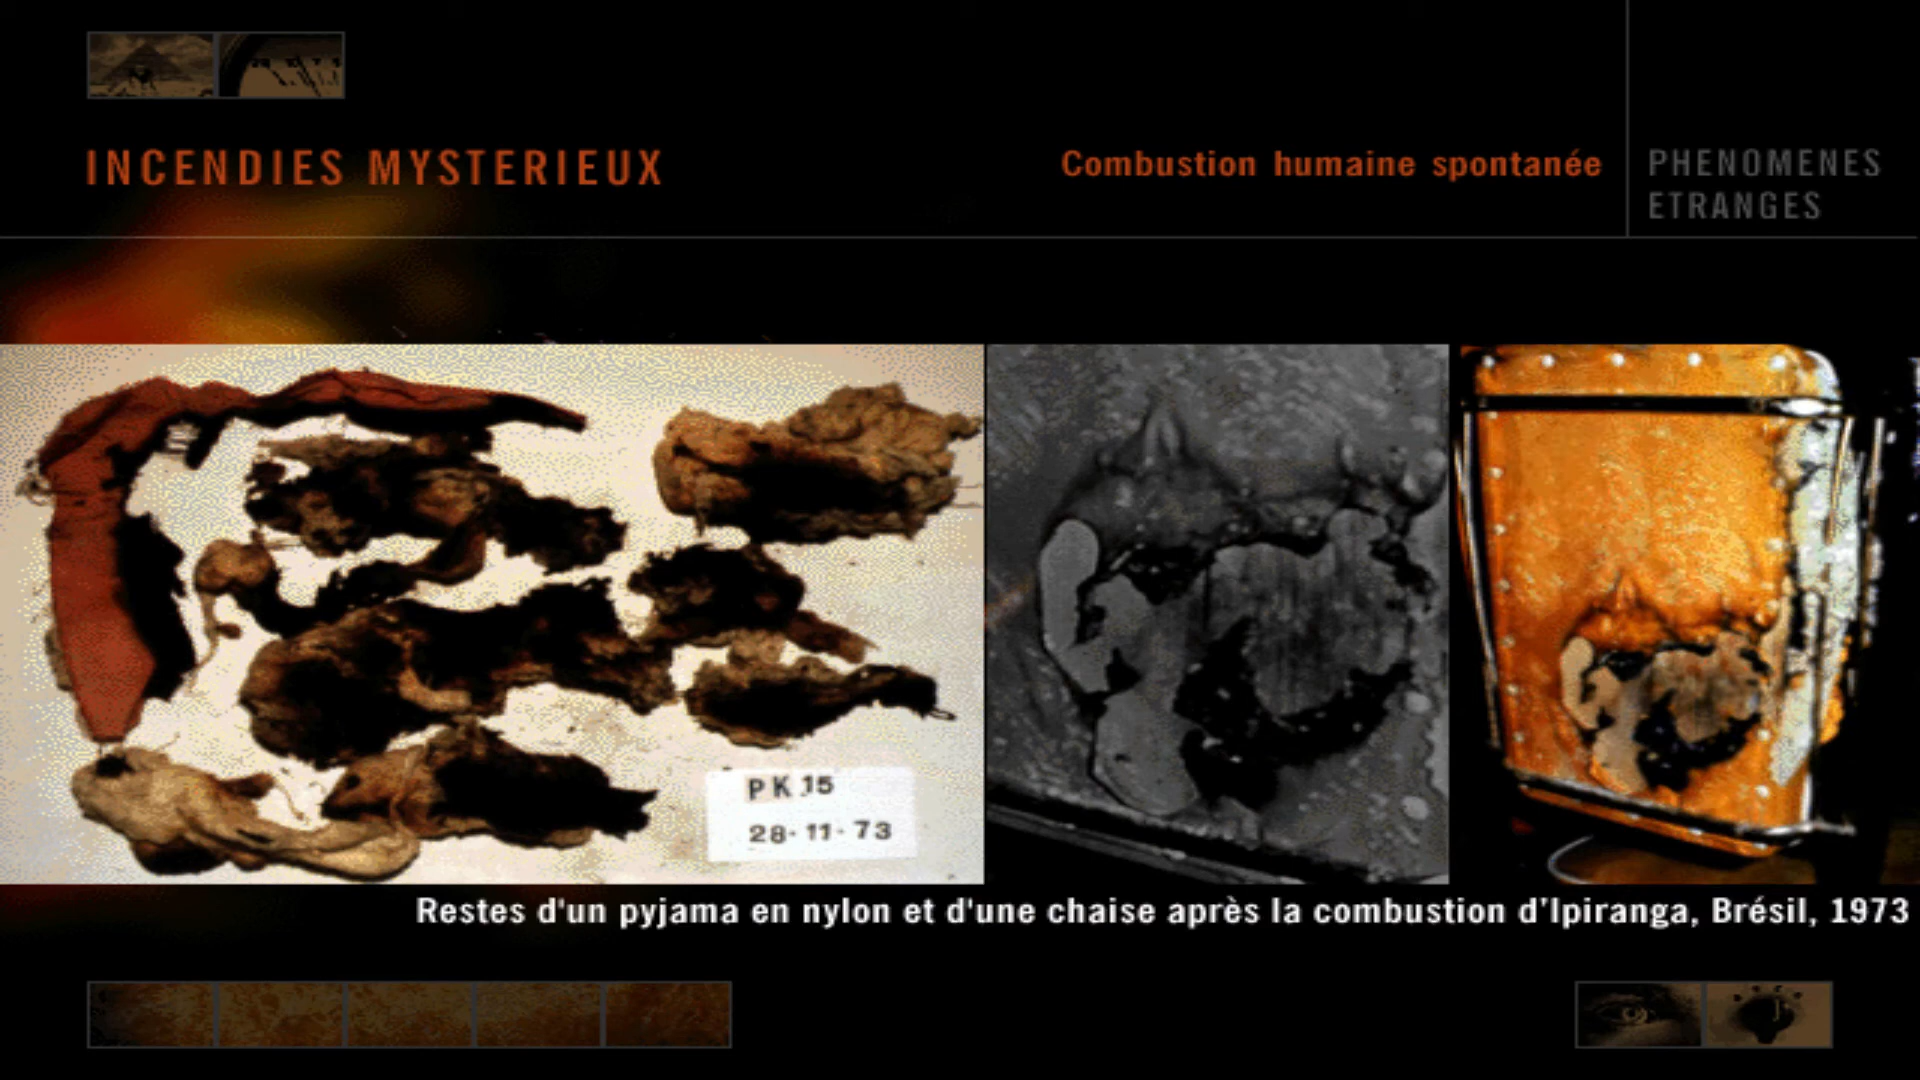 INCENDIES MYSTERIEUX
Combustion humaine spontanée
PHENOMENES
ETRANGES
PK 15
28-11-73
Restes d'un pyjama en nylon et d'une chaise après la combustion d'Ipiranga, Brésil, 1973